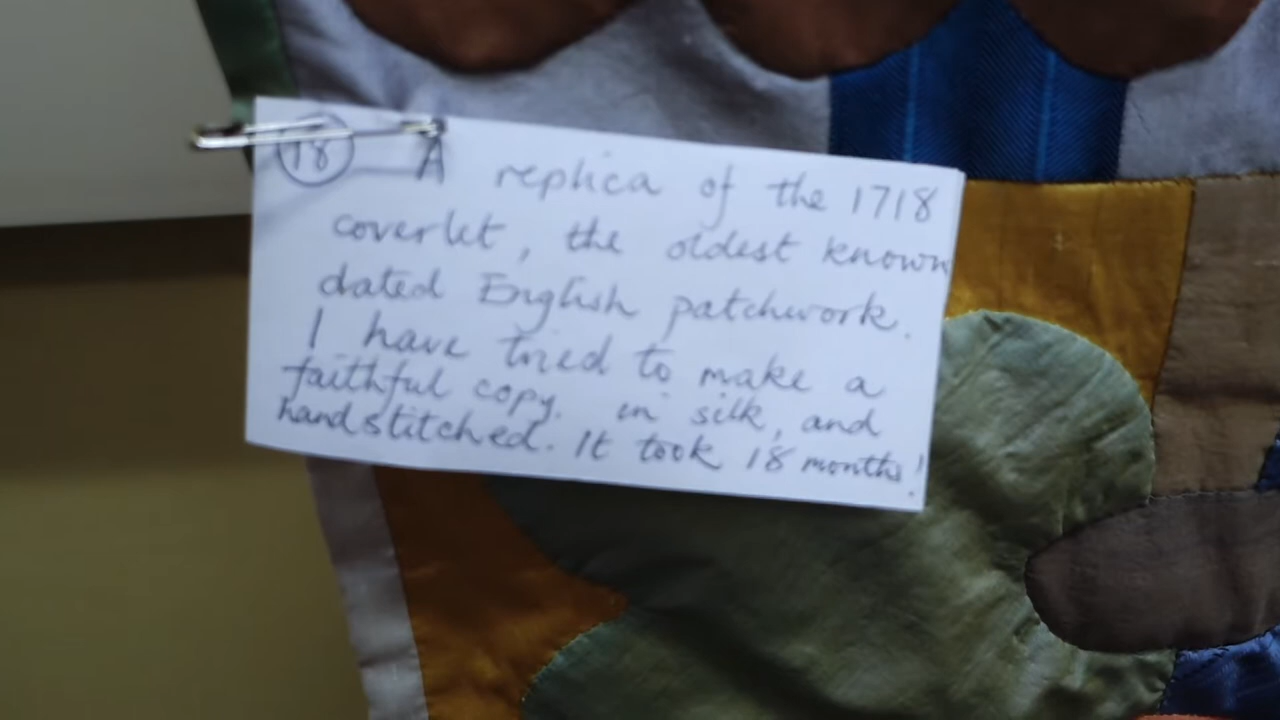 18 A replica of the 1718
coverlet, the oldest known
dated English patchwork.
I have tried to make a
faithful copy. in silk, and
handstitched. It took 18 months!